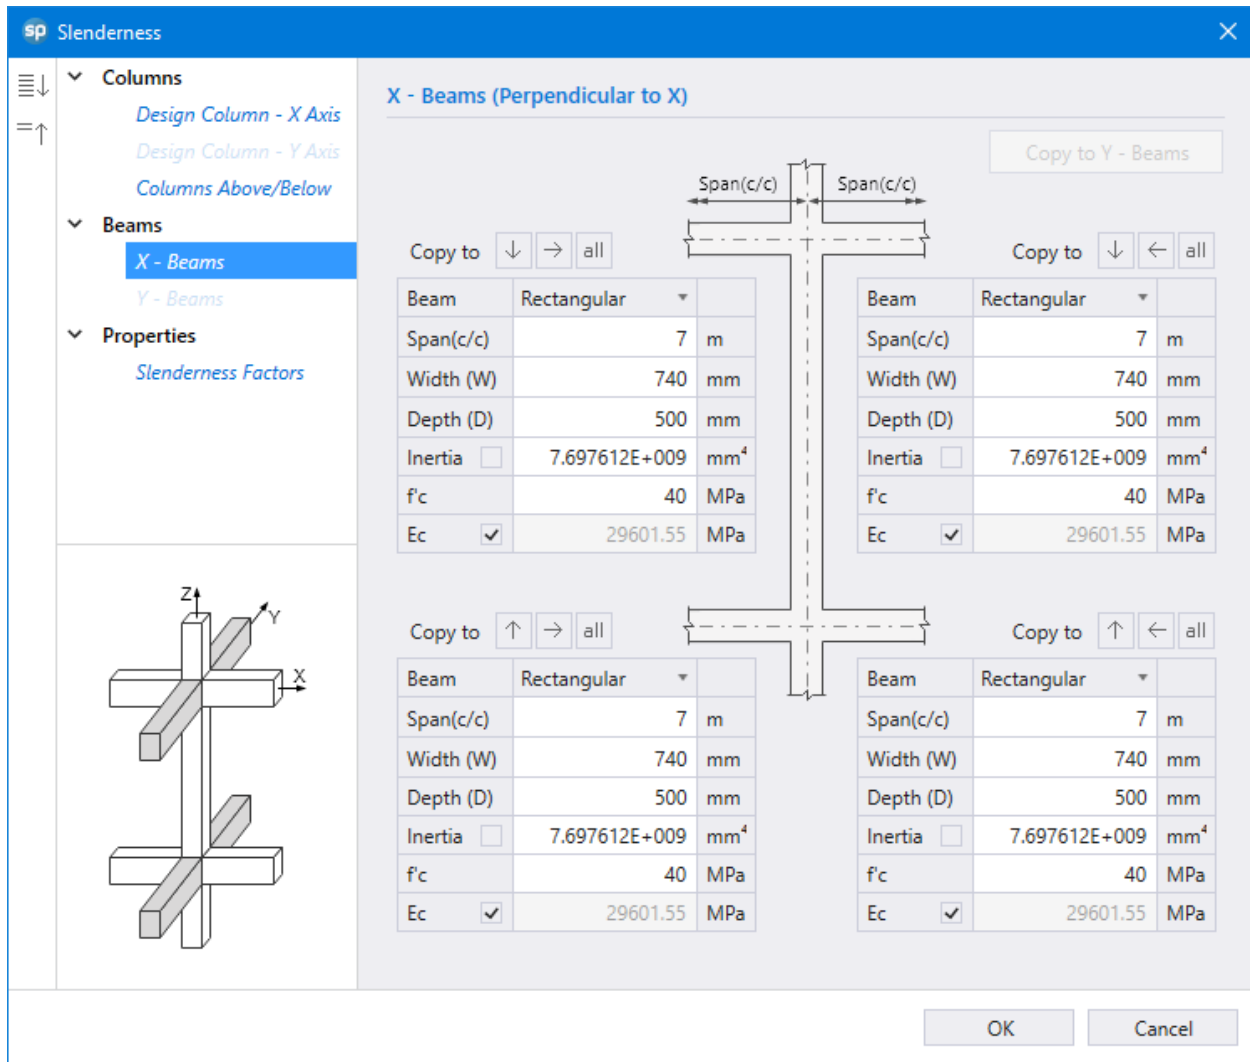 sp Slenderness
Columns
Design Column - X Axis
Design Column - Y Axis
Columns Above/Below
Beams
X - Beams
Y - Beams
Properties
Slenderness Factors
Z
Y
X
X - Beams (Perpendicular to X)
Copy to Y - Beams
Span(c/c) Span(c/c)
Copy to all
Beam Rectangular
Span(c/c) 7 m
Width (W) 740 mm
Depth (D) 500 mm
Inertia 7.697612E+009 mm⁴
f'c 40 MPa
Ec 29601.55 MPa
Copy to all
Beam Rectangular
Span(c/c) 7 m
Width (W) 740 mm
Depth (D) 500 mm
Inertia 7.697612E+009 mm⁴
f'c 40 MPa
Ec 29601.55 MPa
Copy to all
Beam Rectangular
Span(c/c) 7 m
Width (W) 740 mm
Depth (D) 500 mm
Inertia 7.697612E+009 mm⁴
f'c 40 MPa
Ec 29601.55 MPa
Copy to all
Beam Rectangular
Span(c/c) 7 m
Width (W) 740 mm
Depth (D) 500 mm
Inertia 7.697612E+009 mm⁴
f'c 40 MPa
Ec 29601.55 MPa
OK Cancel